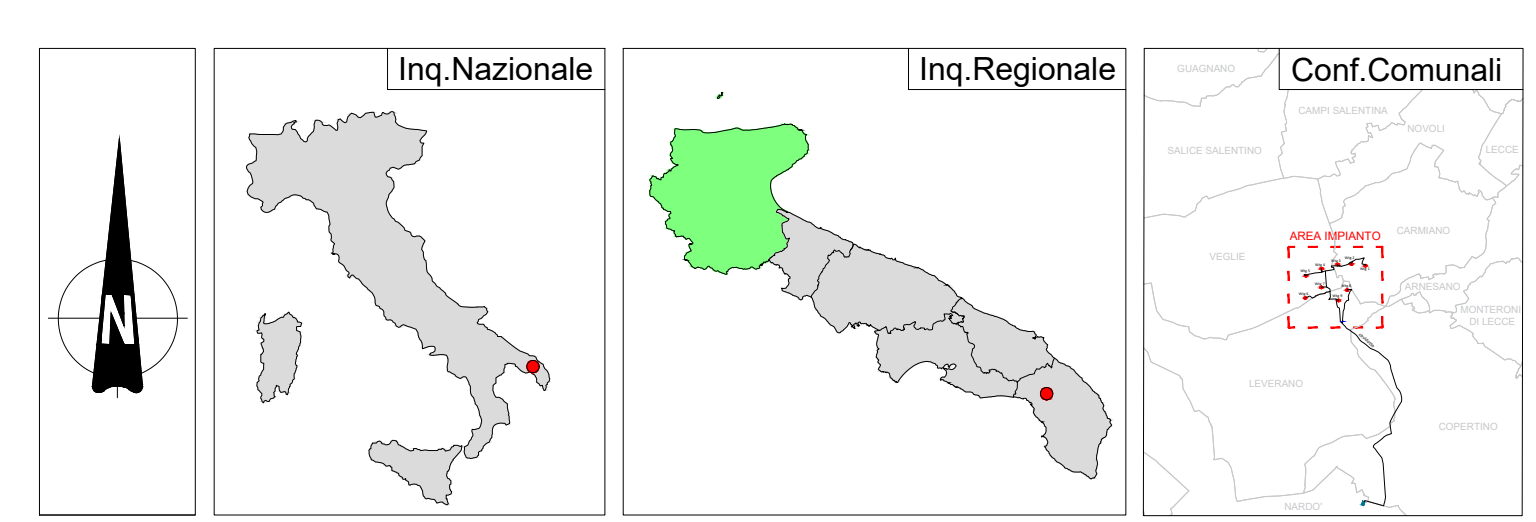 N
Inq.Nazionale
Inq.Regionale
Conf.Comunali
GUAGNANO
CAMPI SALENTINA
NOVOLI
LECCE
SALICE SALENTINO
CARMIANO
AREA IMPIANTO
VEGLIE
ARNESANO
MONTERONI
DI LECCE
LEVERANO
COPERTINO
NARDO'